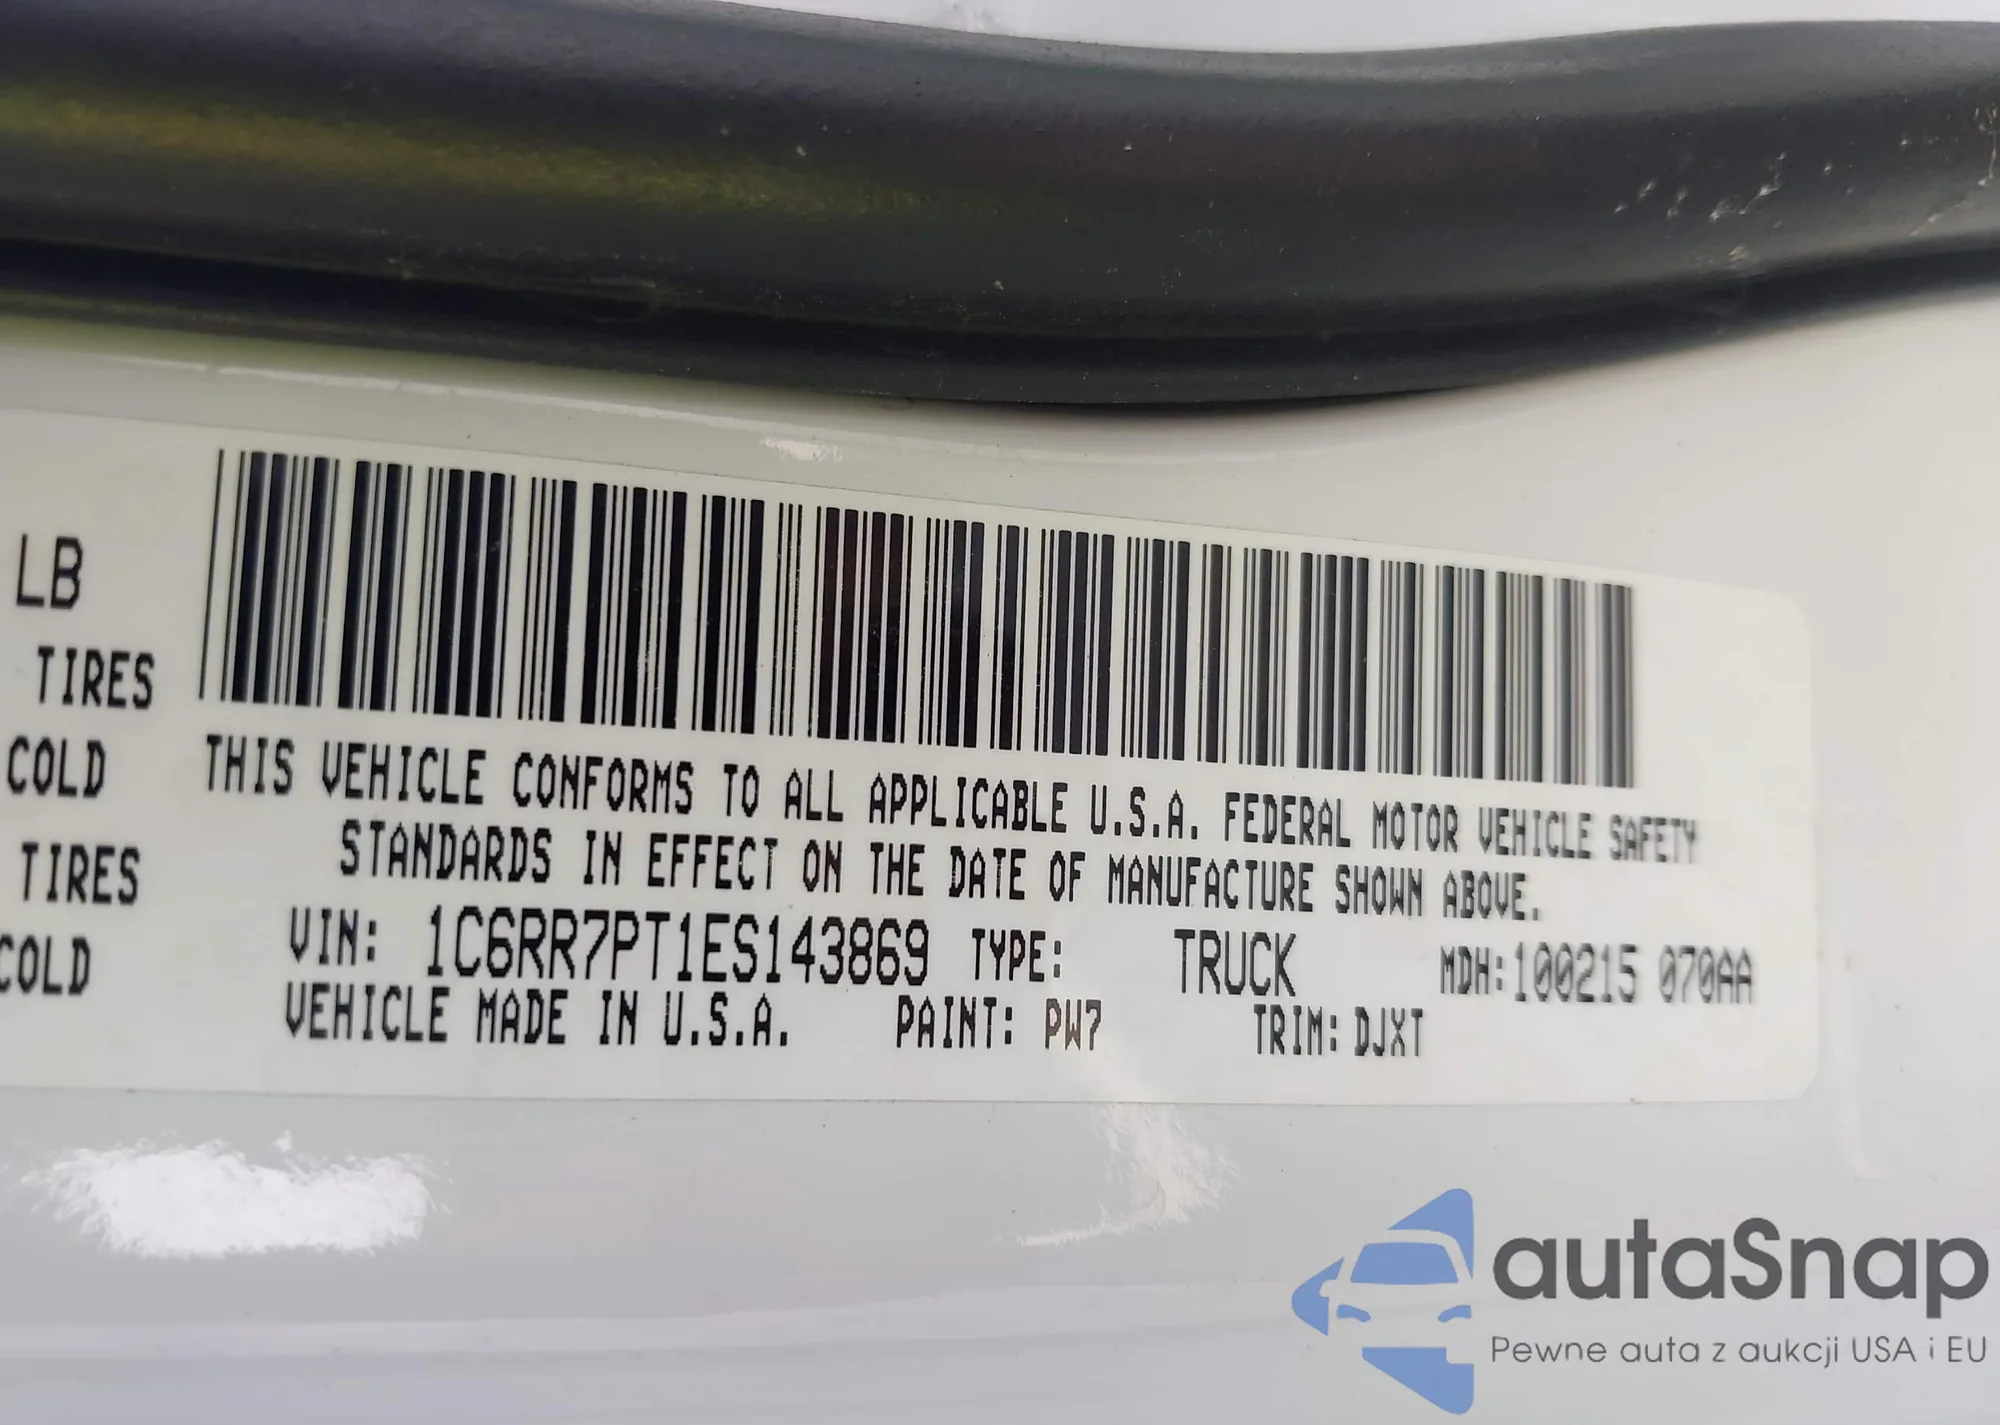 LB
TIRES
COLD
TIRES
COLD
THIS VEHICLE CONFORMS TO ALL APPLICABLE U.S.A. FEDERAL MOTOR VEHICLE SAFETY
STANDARDS IN EFFECT ON THE DATE OF MANUFACTURE SHOWN ABOVE.
VIN: 1C6RR7PT1ES143869 TYPE: TRUCK MDH:100215 070AA
VEHICLE MADE IN U.S.A. PAINT: PW7 TRIM: DJXT
autaSnap
Pewne auta z aukcji USA i EU